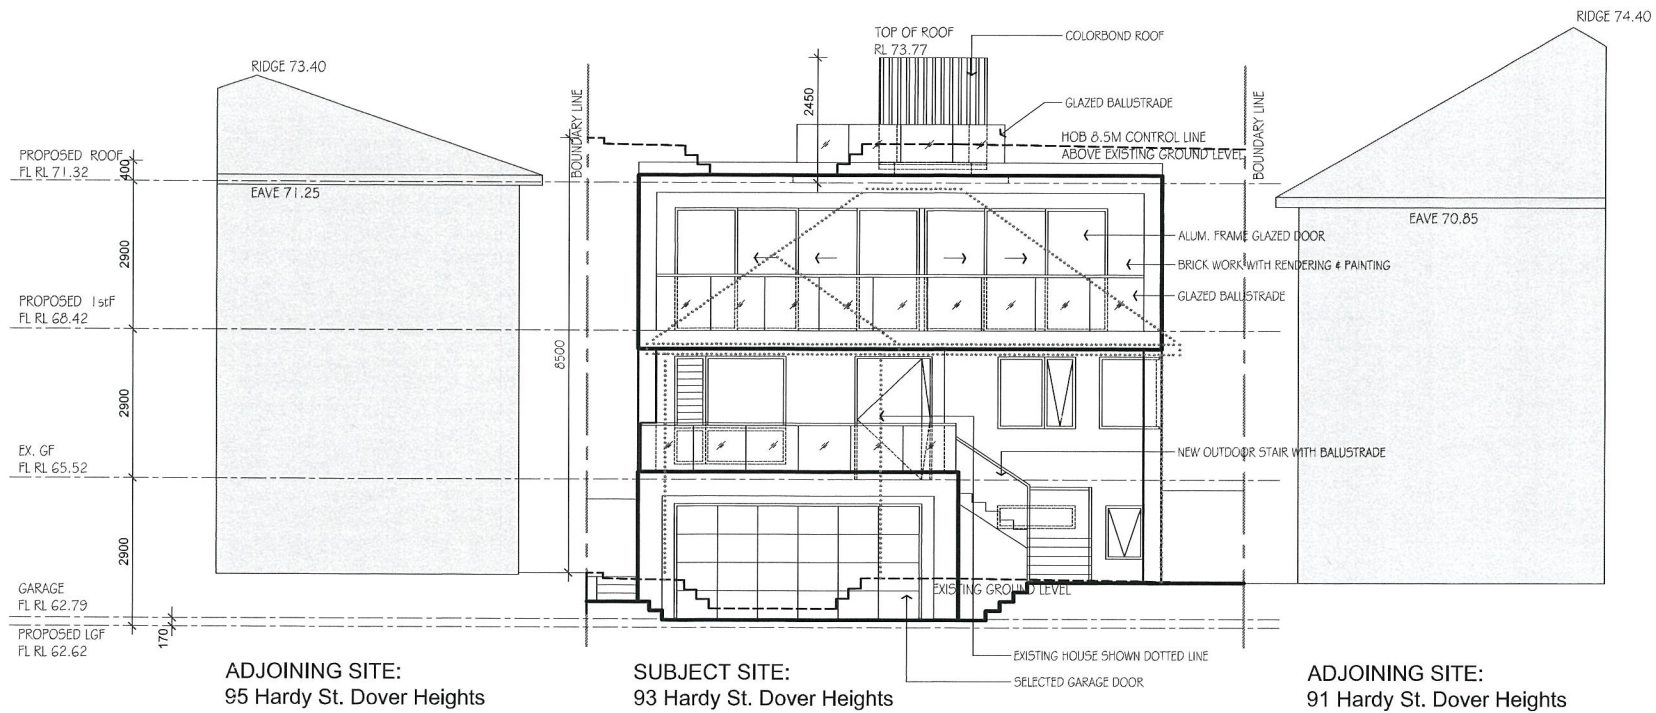 RIDGE 74.40
TOP OF ROOF
RL 73.77
COLORBOND ROOF
RIDGE 73.40
2450
GLAZED BALUSTRADE
BOUNDARY LINE
BOUNDARY LINE
HOB 8.5M CONTROL LINE
ABOVE EXISTING GROUND LEVEL
PROPOSED ROOF
FL RL 71.32
400
EAVE 71.25
EAVE 70.85
ALUM. FRAME GLAZED DOOR
2900
BRICK WORK WITH RENDERING & PAINTING
GLAZED BALUSTRADE
PROPOSED 1stF
FL RL 68.42
8500
2900
EX. GF
FL RL 65.52
NEW OUTDOOR STAIR WITH BALUSTRADE
2900
GARAGE
FL RL 62.79
EXISTING GROUND LEVEL
PROPOSED LGF
FL RL 62.62
170
EXISTING HOUSE SHOWN DOTTED LINE
SELECTED GARAGE DOOR
ADJOINING SITE:
95 Hardy St. Dover Heights
SUBJECT SITE:
93 Hardy St. Dover Heights
ADJOINING SITE:
91 Hardy St. Dover Heights